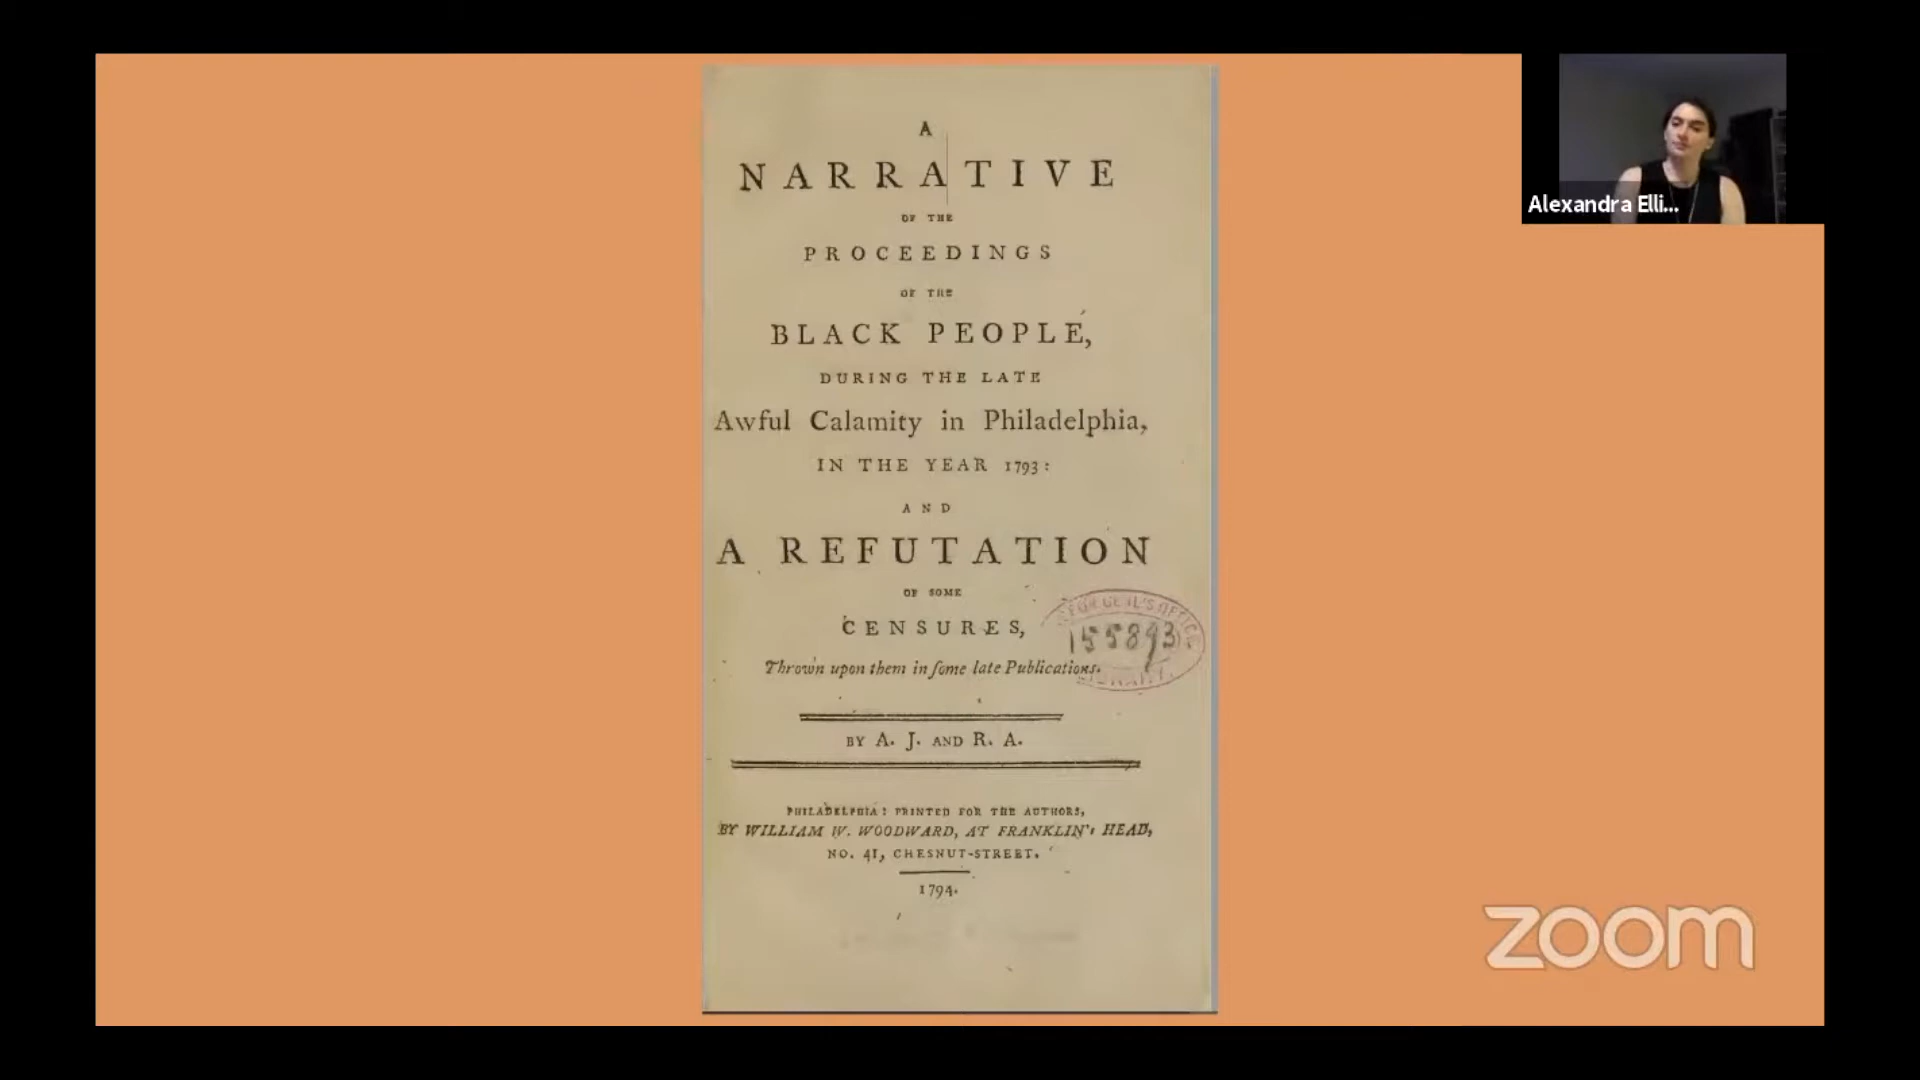 A
NARRATIVE
OF THE
PROCEEDINGS
OF THE
BLACK PEOPLE,
DURING THE LATE
Awful Calamity in Philadelphia,
IN THE YEAR 1793:
AND
A REFUTATION
OF SOME
CENSURES,
Thrown upon them in ſome late Publications.
155893
BY A. J. AND R. A.
PHILADELPHIA: PRINTED FOR THE AUTHORS,
BY WILLIAM W. WOODWARD, AT FRANKLIN's HEAD,
NO. 41, CHESNUT-STREET.
1794.
Alexandra Elli...
zoom